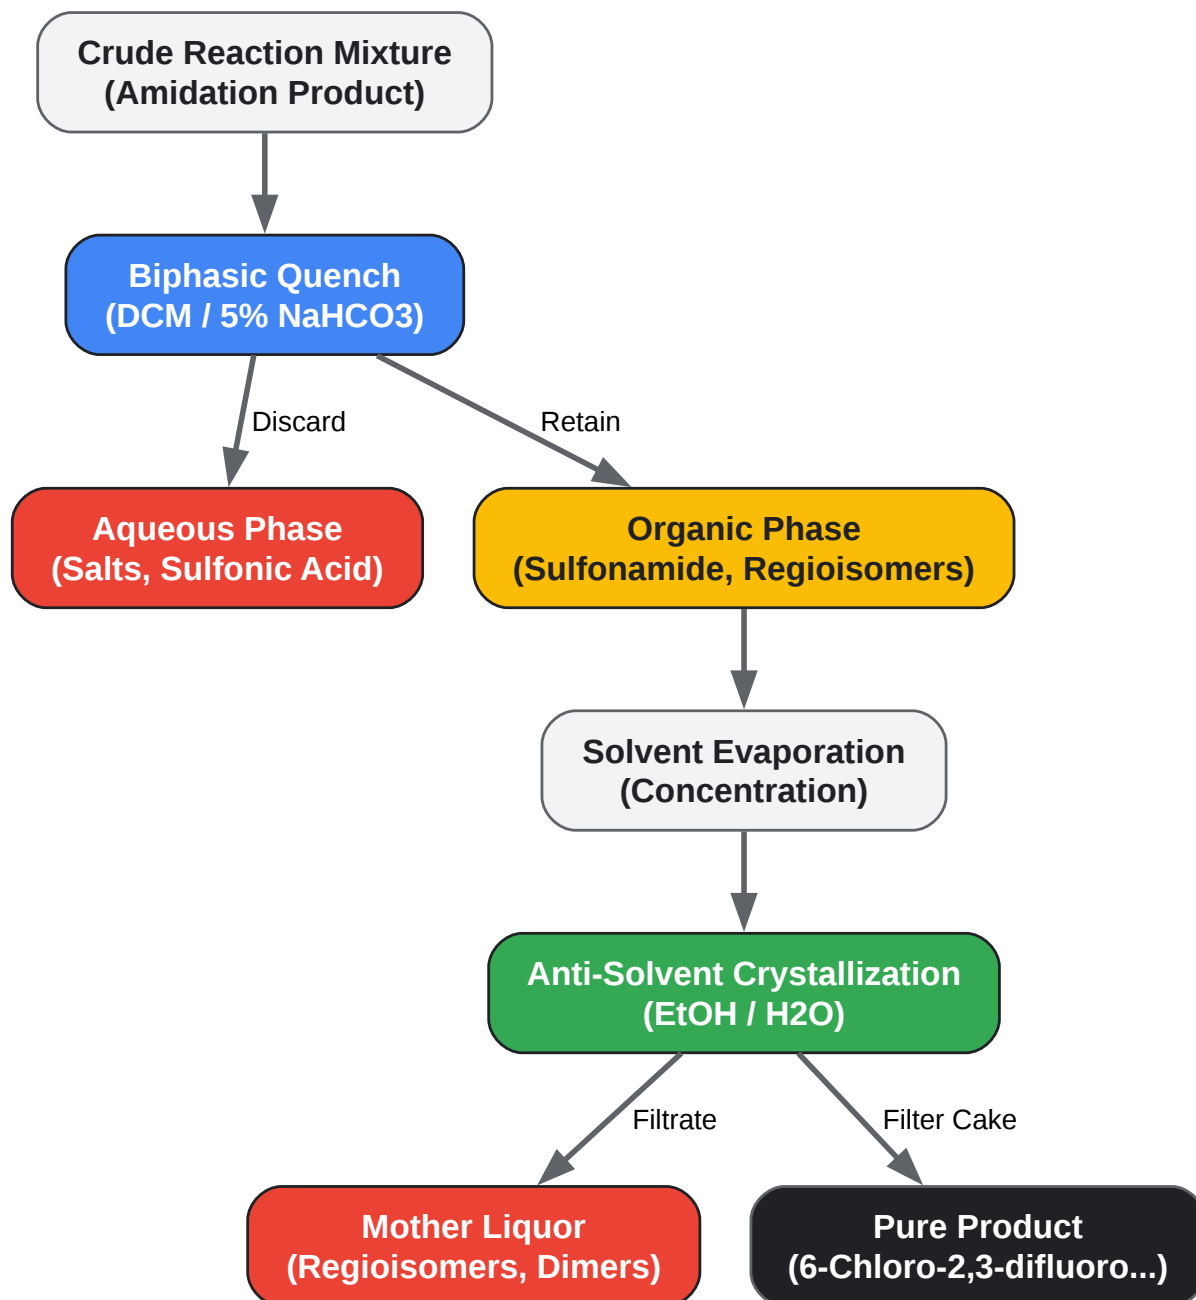 Crude Reaction Mixture
(Amidation Product)
Biphasic Quench
(DCM / 5% NaHCO3)
Discard
Retain
Aqueous Phase
(Salts, Sulfonic Acid)
Organic Phase
(Sulfonamide, Regioisomers)
Solvent Evaporation
(Concentration)
Anti-Solvent Crystallization
(EtOH / H2O)
Filtrate
Filter Cake
Mother Liquor
(Regioisomers, Dimers)
Pure Product
(6-Chloro-2,3-difluoro...)